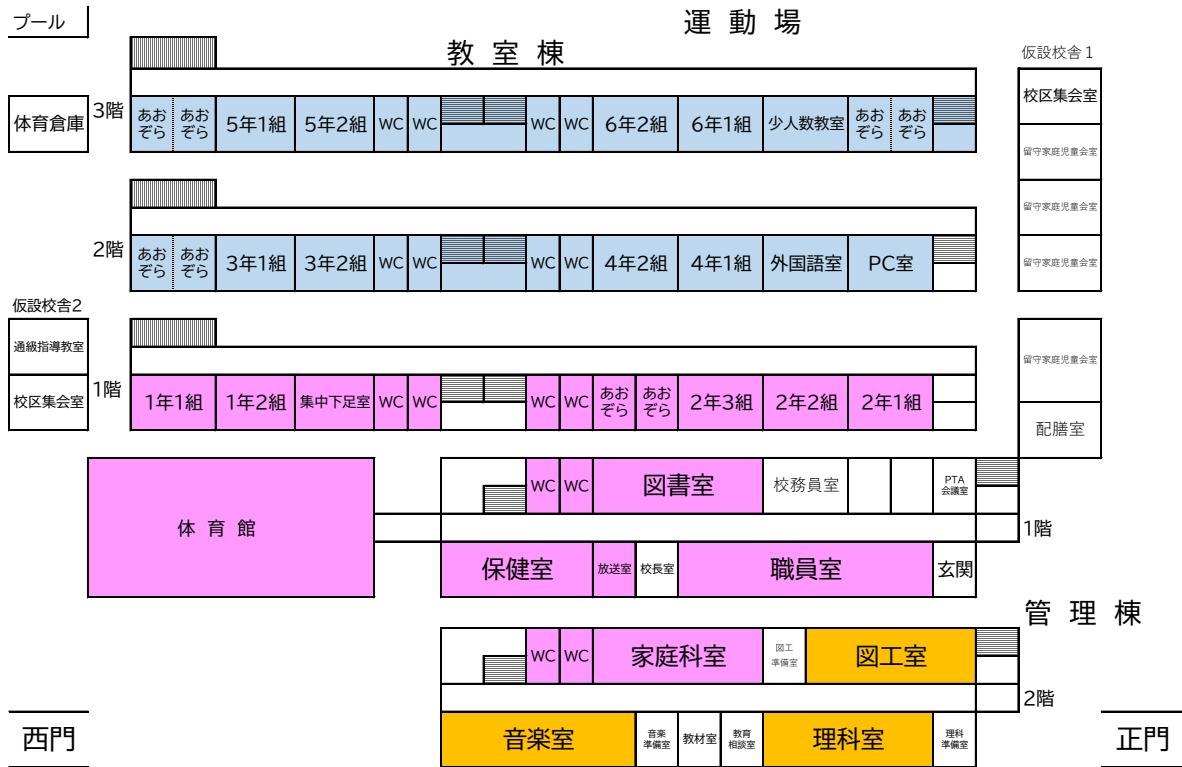 プール
運動場
教室棟
仮設校舎1
体育倉庫
3階
あお
ぞら
あお
ぞら
5年1組
5年2組
WC
WC
WC
WC
6年2組
6年1組
少人数教室
あお
ぞら
あお
ぞら
校区集会室
留守家庭児童会室
留守家庭児童会室
留守家庭児童会室
2階
あお
ぞら
あお
ぞら
3年1組
3年2組
WC
WC
WC
WC
4年2組
4年1組
外国語室
PC室
仮設校舎2
通級指導教室
校区集会室
1階
1年1組
1年2組
集中下足室
WC
WC
WC
WC
あお
ぞら
あお
ぞら
2年3組
2年2組
2年1組
留守家庭児童会室
配膳室
体育館
WC
WC
図書室
校務員室
PTA
会議室
1階
保健室
放送室
校長室
職員室
玄関
管理棟
WC
WC
家庭科室
図工
準備室
図工室
2階
音楽室
音楽
準備室
教材室
教育
相談室
理科室
理科
準備室
西門
正門